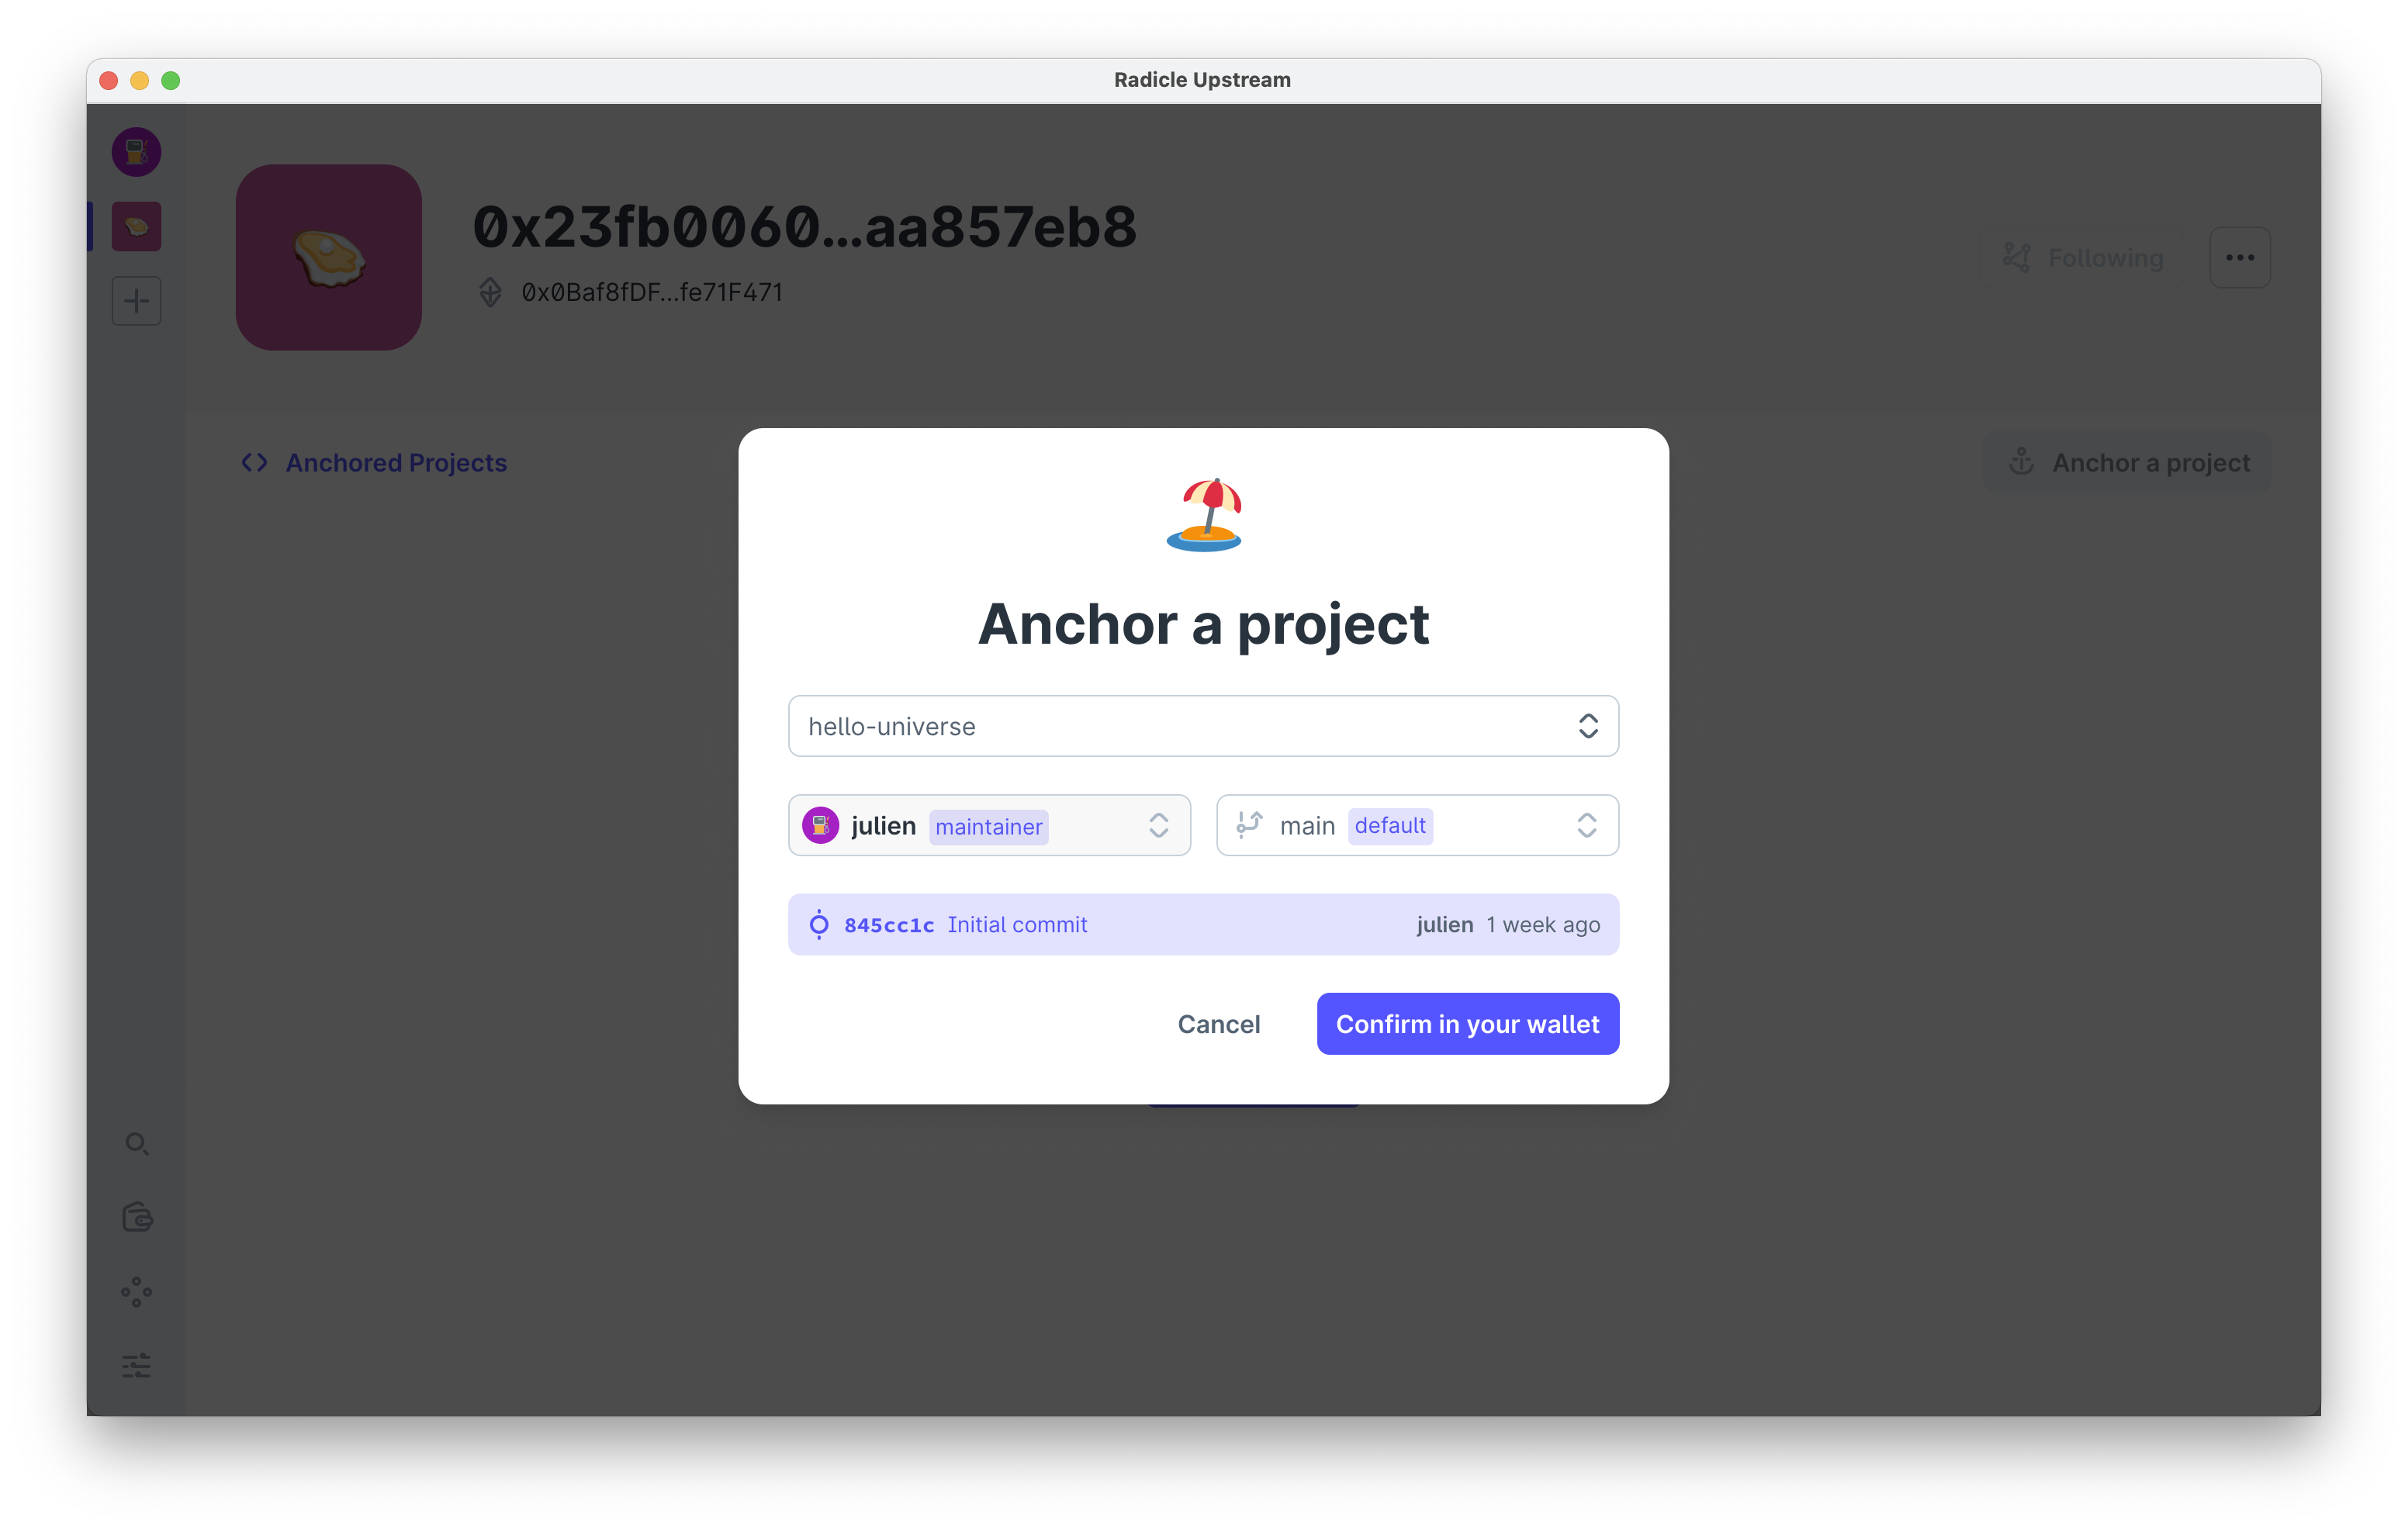 Radicle Upstream
0x23fb0060…aa857eb8
0x0Baf8fDF…fe71F471
Following
Anchored Projects
Anchor a project
Anchor a project
hello-universe
julien maintainer
main default
845cc1c Initial commit julien 1 week ago
Cancel
Confirm in your wallet